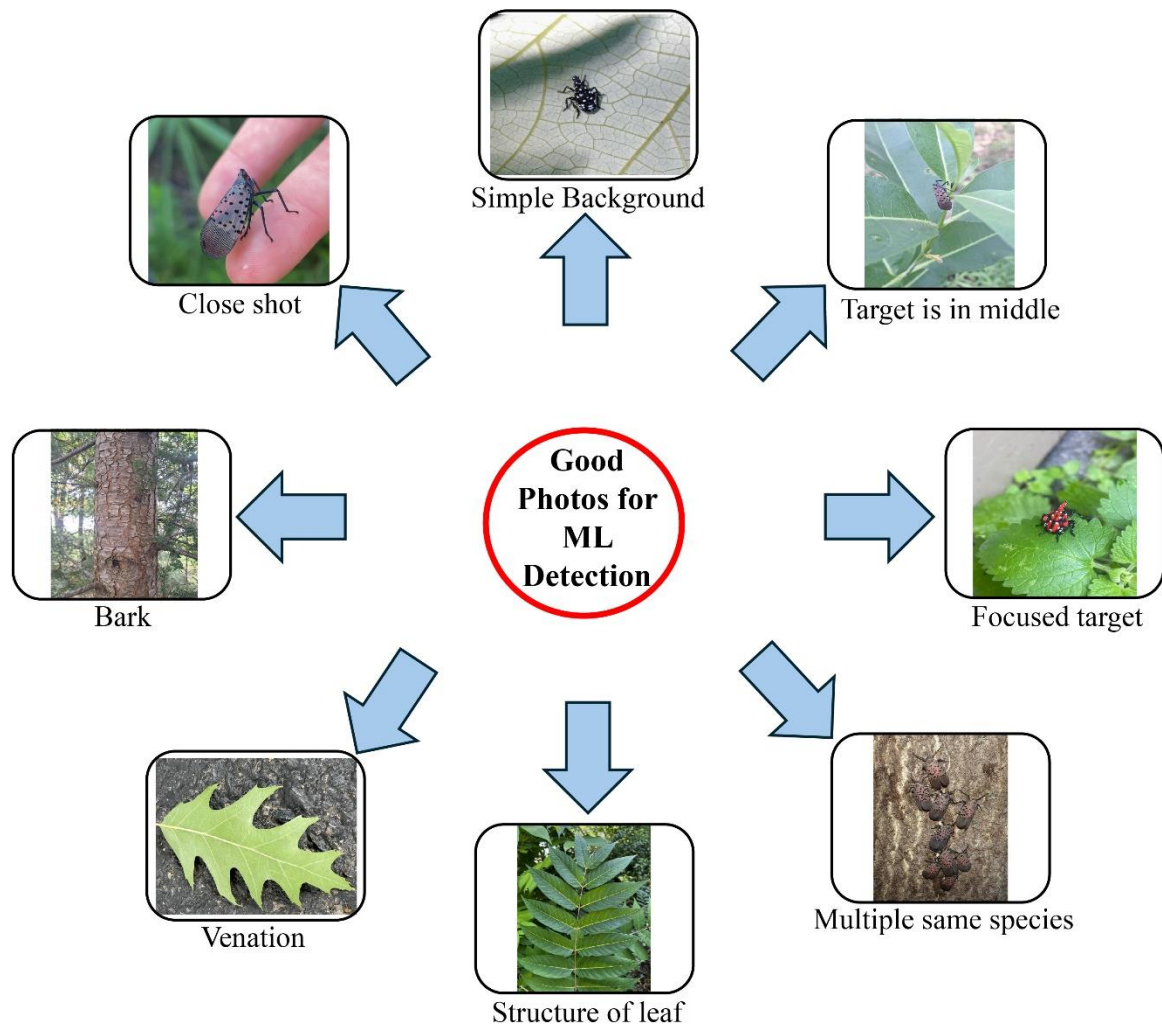 Simple Background
Close shot
Target is in middle
Good
Photos for
ML
Detection
Bark
Focused target
Venation
Multiple same species
Structure of leaf